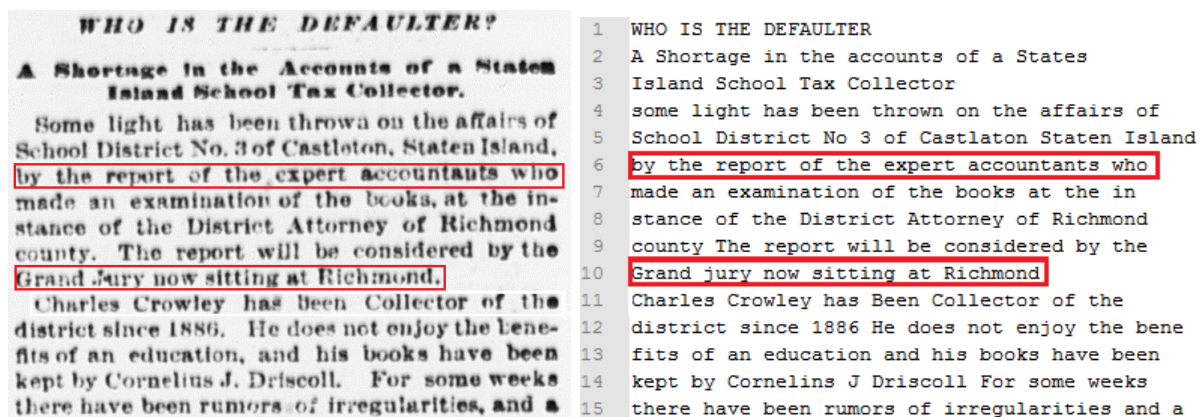 WHO IS THE DEFAULTER?
A Shortage in the Accounts of a Staten
Island School Tax Collector.
Some light has been thrown on the affairs of
School District No. 3 of Castleton, Staten Island,
by the report of the expert accountants who
made an examination of the books, at the in-
stance of the District Attorney of Richmond
county. The report will be considered by the
Grand Jury now sitting at Richmond.
Charles Crowley has been Collector of the
district since 1886. He does not enjoy the bene-
fits of an education, and his books have been
kept by Cornelius J. Driscoll. For some weeks
there have been rumors of irregularities, and a
1 WHO IS THE DEFAULTER
2 A Shortage in the accounts of a States
3 Island School Tax Collector
4 some light has been thrown on the affairs of
5 School District No 3 of Castlaton Staten Island
6 by the report of the expert accountants who
7 made an examination of the books at the in
8 stance of the District Attorney of Richmond
9 county The report will be considered by the
10 Grand jury now sitting at Richmond
11 Charles Crowley has Been Collector of the
12 district since 1886 He does not enjoy the bene
13 fits of an education and his books have been
14 kept by Cornelins J Driscoll For some weeks
15 there have been rumors of irregularities and a